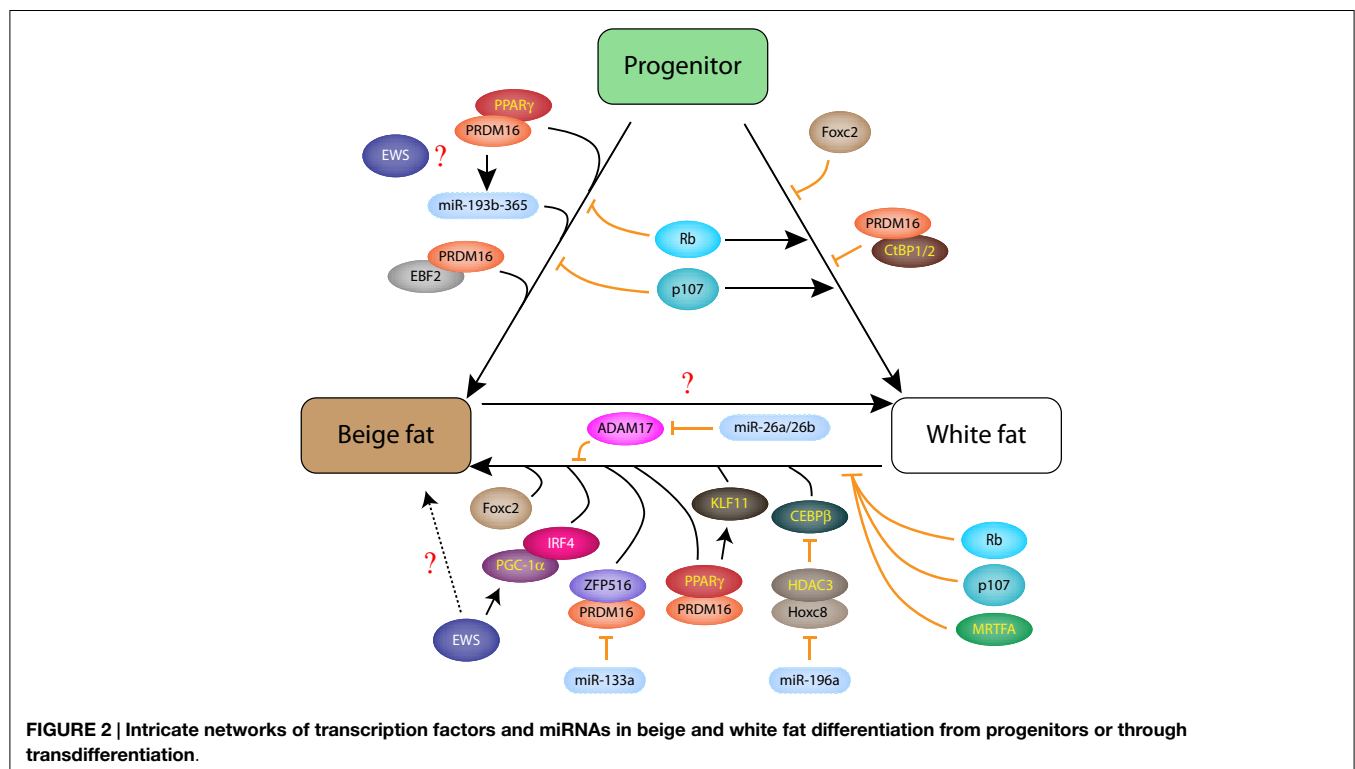 Progenitor
PPARγ
PRDM16
EWS
?
miR-193b-365
PRDM16
EBF2
Foxc2
PRDM16
CtBP1/2
Rb
p107
?
Beige fat
White fat
ADAM17
miR-26a/26b
Foxc2
IRF4
PGC-1α
?
EWS
ZFP516
PRDM16
miR-133a
KLF11
PPARγ
PRDM16
CEBPβ
HDAC3
Hoxc8
miR-196a
Rb
p107
MRTFA
FIGURE 2 | Intricate networks of transcription factors and miRNAs in beige and white fat differentiation from progenitors or through
transdifferentiation.